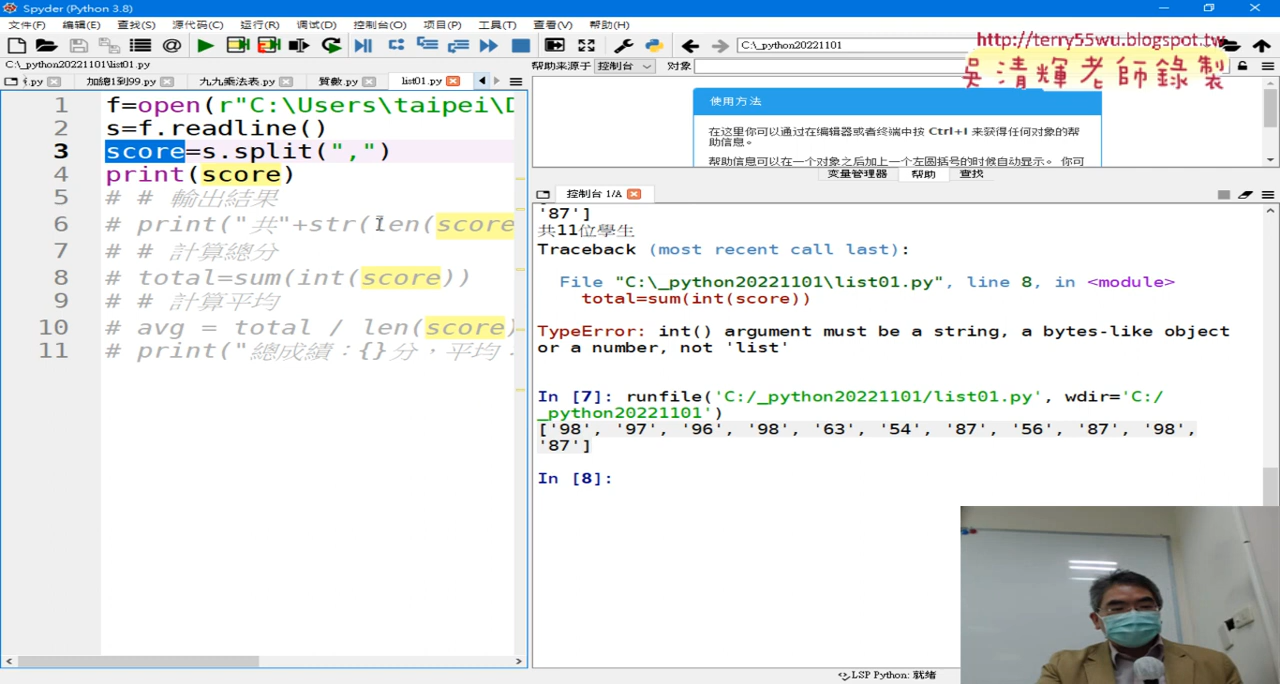 Spyder (Python 3.8)
文件(F) 编辑(E) 查找(S) 源代码(C) 运行(R) 调试(D) 控制台(O) 项目(P) 工具(T) 查看(V) 帮助(H)
C:\_python20221101
http://terry55wu.blogspot.tw
吳清輝老師錄製
C:\_python20221101\list01.py
帮助来源于 控制台 对象
.py 加總1到99.py 九九乘法表.py 質數.py list01.py
1 f=open(r"C:\Users\taipei\D
2 s=f.readline()
3 score=s.split(",")
4 print(score)
5 # # 輸出結果
6 # print("共"+str(len(score
7 # # 計算總分
8 # total=sum(int(score))
9 # # 計算平均
10 # avg = total / len(score)
11 # print("總成績：{}分，平均：
使用方法
在这里你可以通过在编辑器或者终端中按 Ctrl+I 来获得任何对象的帮
助信息。
帮助信息可以在一个对象之后加上一个左圆括号的时候自动显示。 你可
变量管理器 帮助 查找
控制台 1/A
'87']
共11位學生
Traceback (most recent call last):
File "C:\_python20221101\list01.py", line 8, in <module>
total=sum(int(score))
TypeError: int() argument must be a string, a bytes-like object
or a number, not 'list'
In [7]: runfile('C:/_python20221101/list01.py', wdir='C:/
_python20221101')
['98', '97', '96', '98', '63', '54', '87', '56', '87', '98',
'87']
In [8]:
LSP Python: 就绪